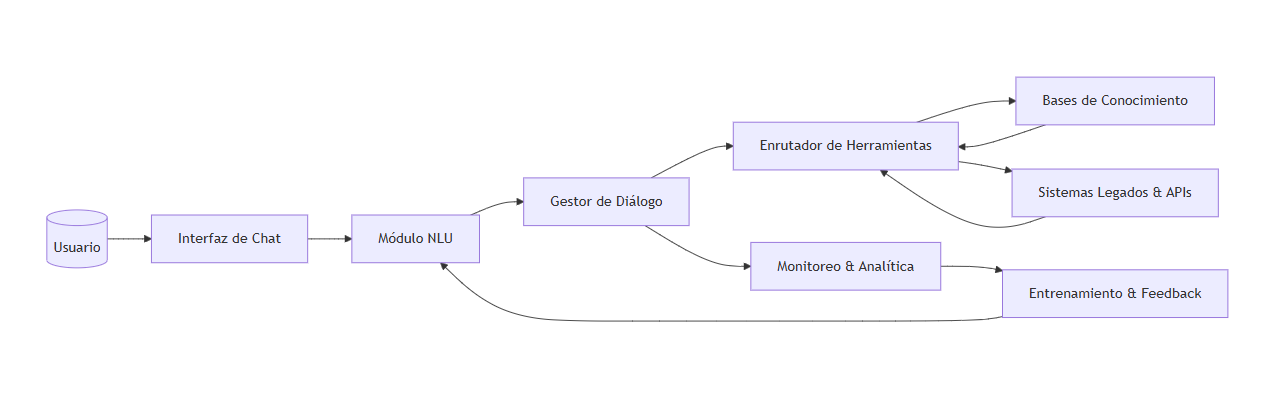 Usuario
Interfaz de Chat
Módulo NLU
Gestor de Diálogo
Enrutador de Herramientas
Monitoreo & Analítica
Bases de Conocimiento
Sistemas Legados & APIs
Entrenamiento & Feedback